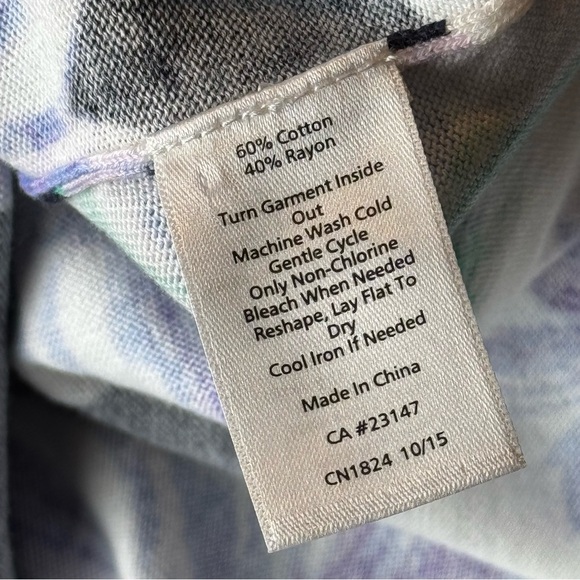 60% Cotton
40% Rayon
Turn Garment Inside
Out
Machine Wash Cold
Gentle Cycle
Only Non-Chlorine
Bleach When Needed
Reshape, Lay Flat To
Dry
Cool Iron If Needed
Made In China
CA #23147
CN1824 10/15